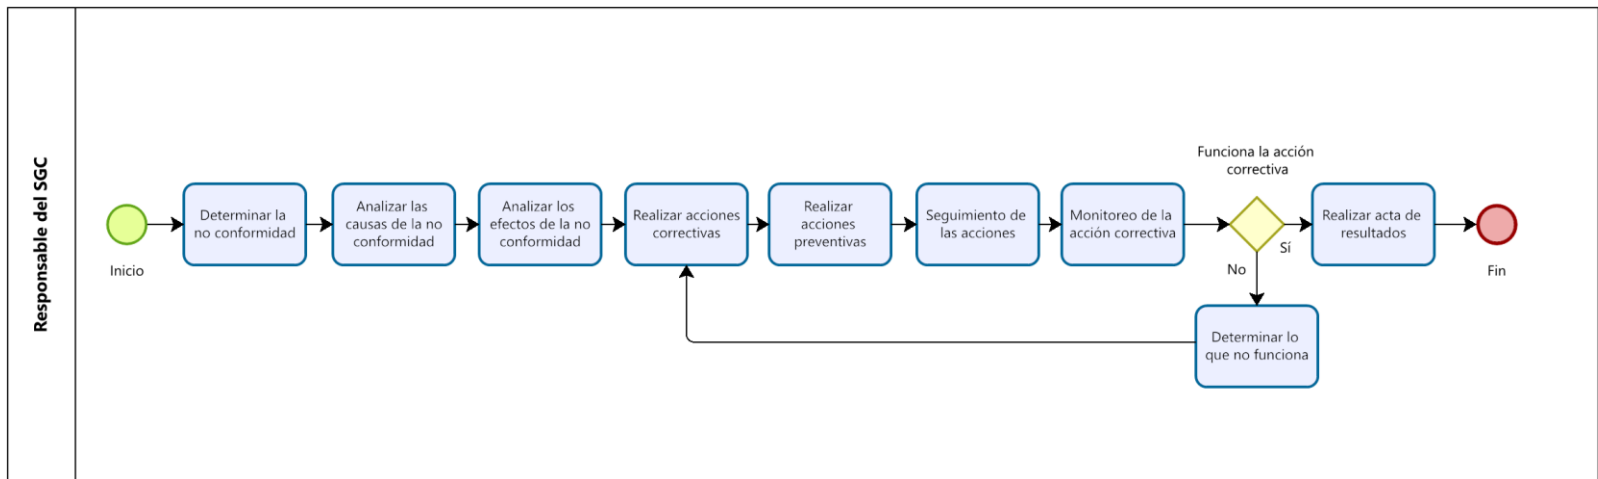 Responsable del SGC
Inicio
Determinar la
no conformidad
Analizar las
causas de la no
conformidad
Analizar los
efectos de la no
conformidad
Realizar acciones
correctivas
Realizar
acciones
preventivas
Seguimiento de
las acciones
Monitoreo de la
acción correctiva
Funciona la acción
correctiva
Sí
No
Realizar acta de
resultados
Fin
Determinar lo
que no funciona